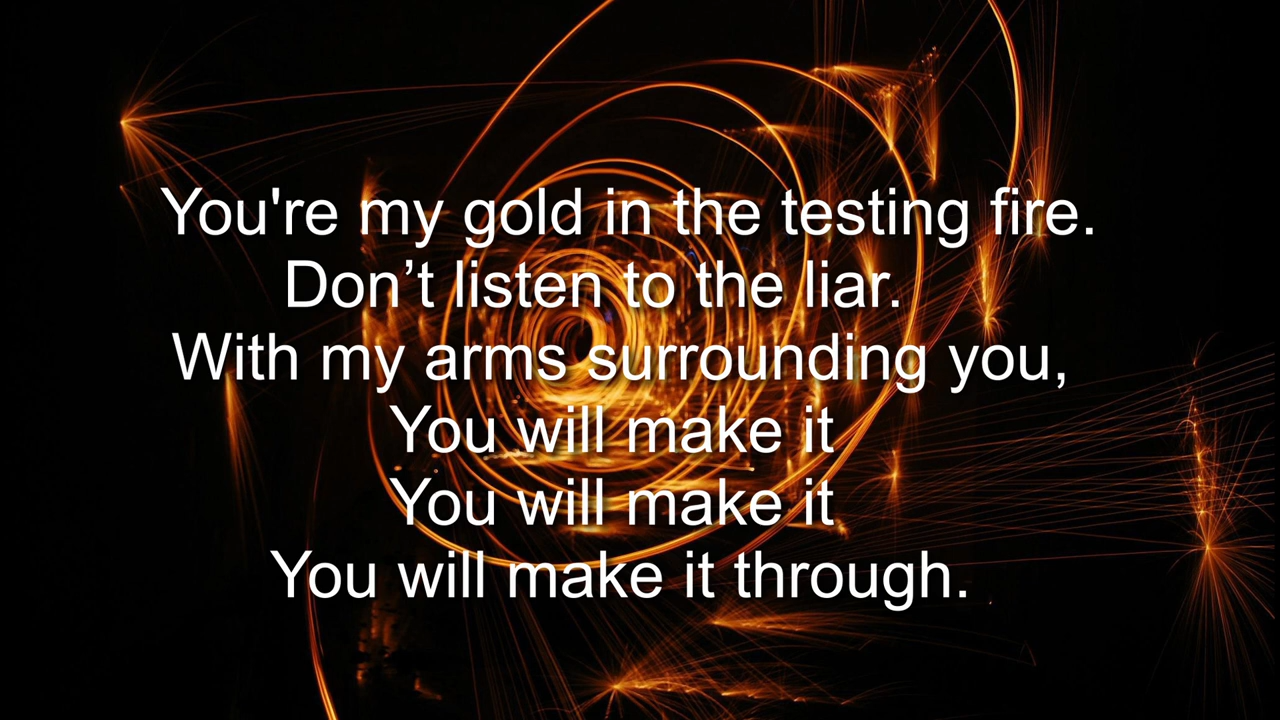 You're my gold in the testing fire.
Don’t listen to the liar.
With my arms surrounding you,
You will make it
You will make it
You will make it through.